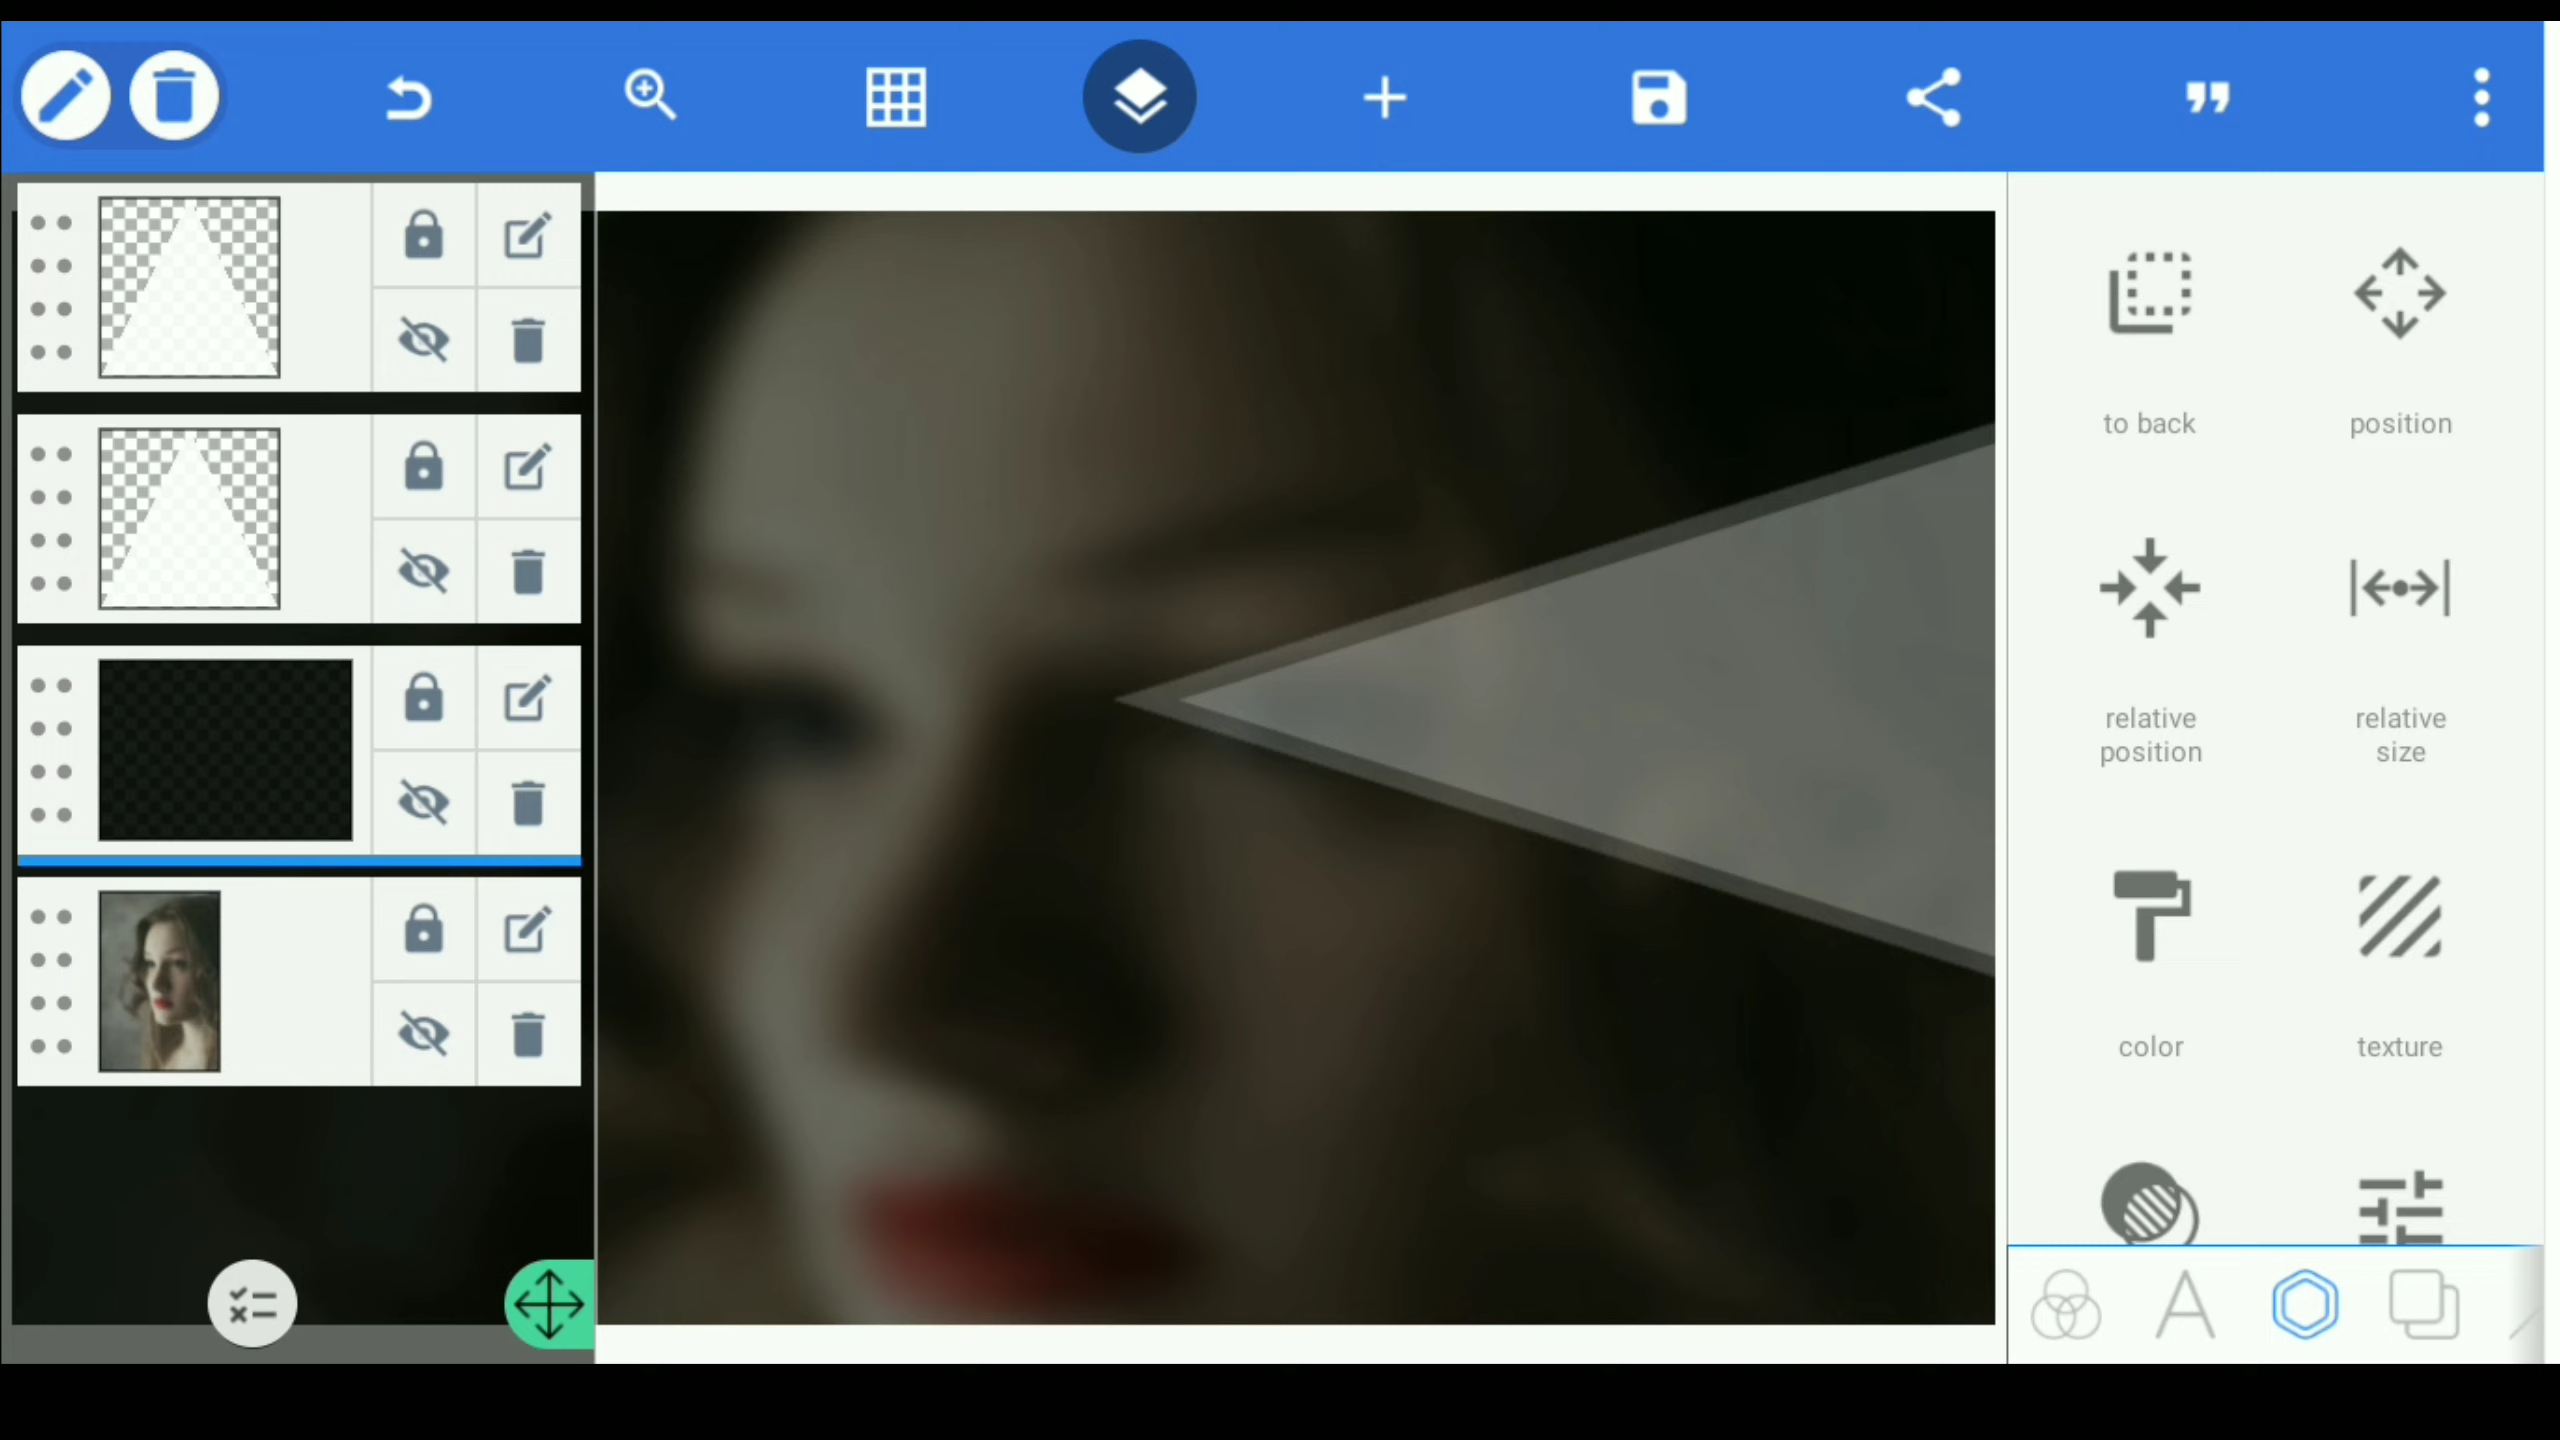 to back
position
relative
position
relative
size
color
texture